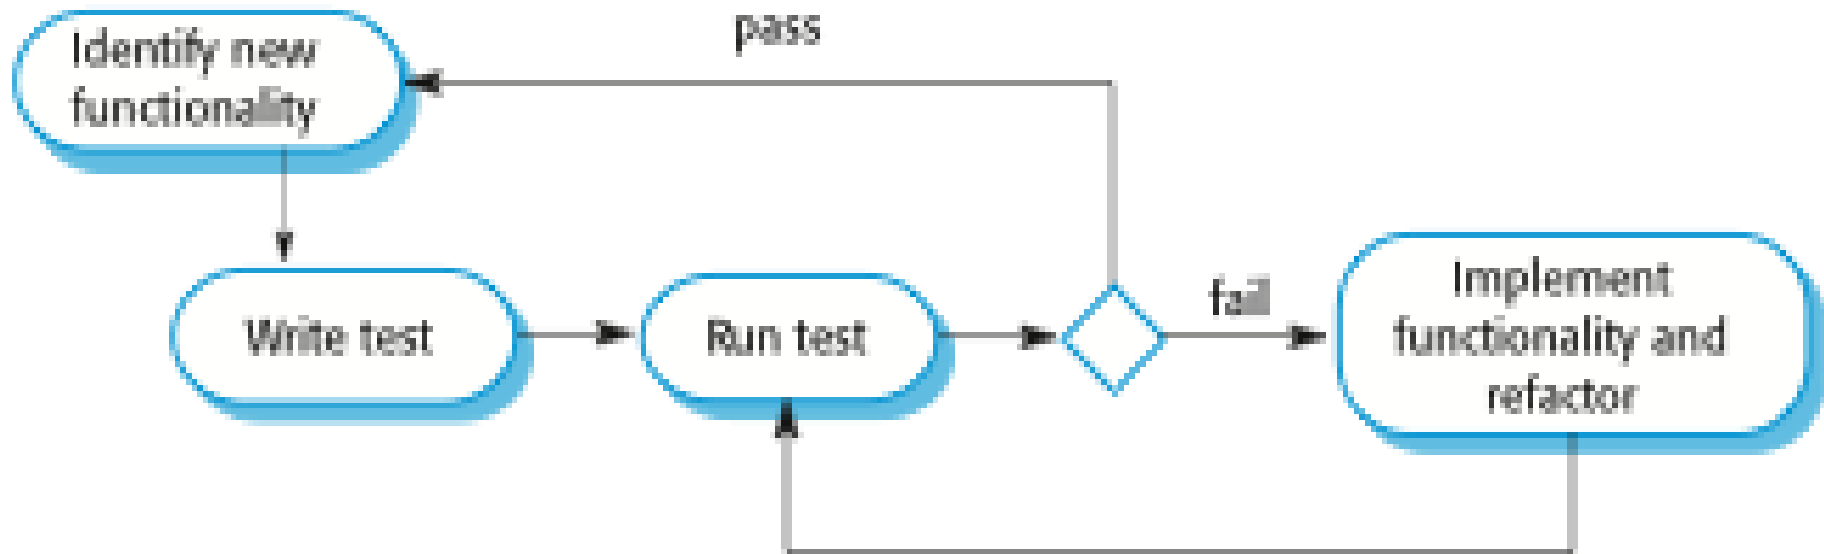 Identify new
functionality
pass
Write test
Run test
fail
Implement
functionality and
refactor